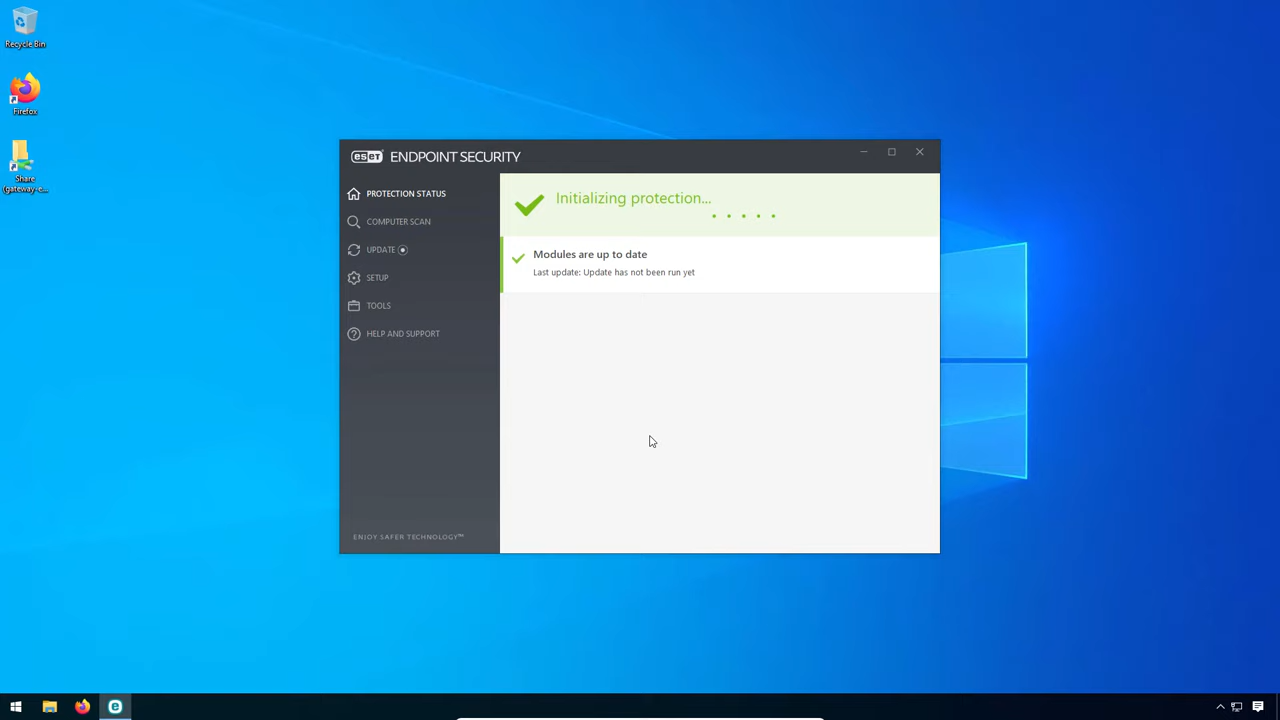 Recycle Bin
Firefox
Share
(gateway-e...
eset ENDPOINT SECURITY
PROTECTION STATUS
COMPUTER SCAN
UPDATE
SETUP
TOOLS
HELP AND SUPPORT
ENJOY SAFER TECHNOLOGY™
Initializing protection...
Modules are up to date
Last update: Update has not been run yet